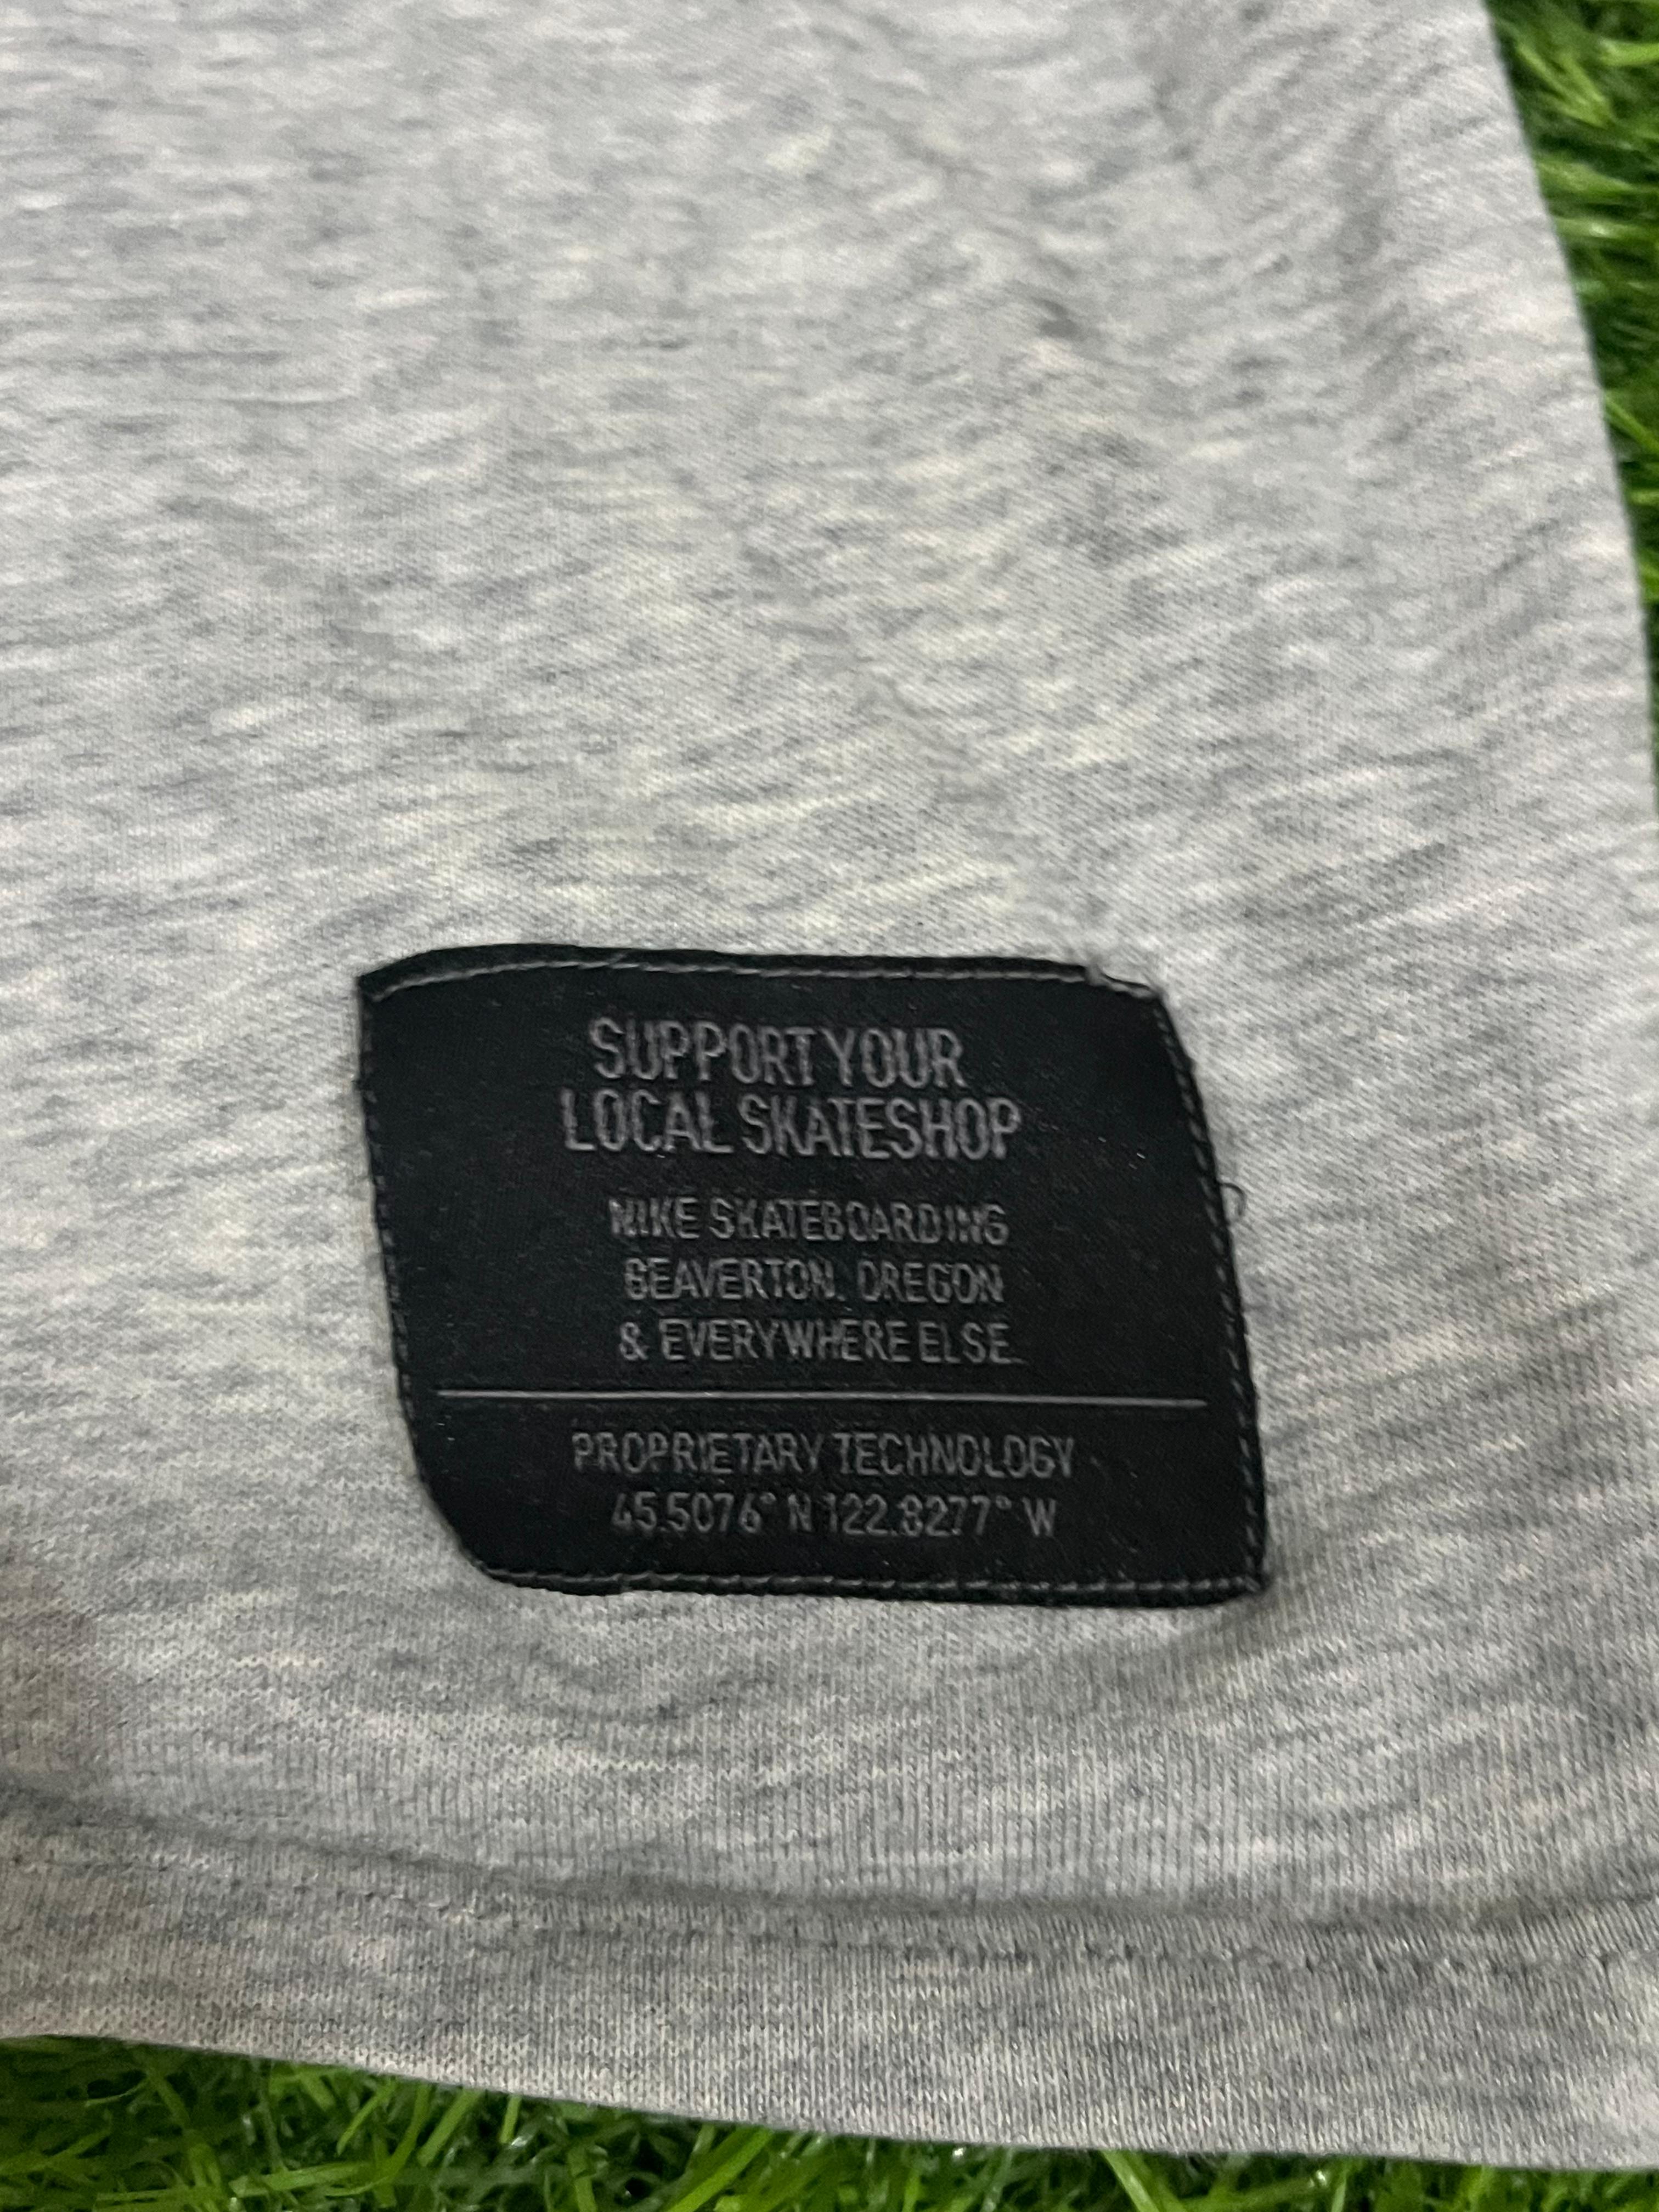 SUPPORT YOUR
LOCAL SKATESHOP
NIKE SKATEBOARDING
BEAVERTON, OREGON
& EVERYWHERE ELSE.
PROPRIETARY TECHNOLOGY
45.5076° N 122.8277° W